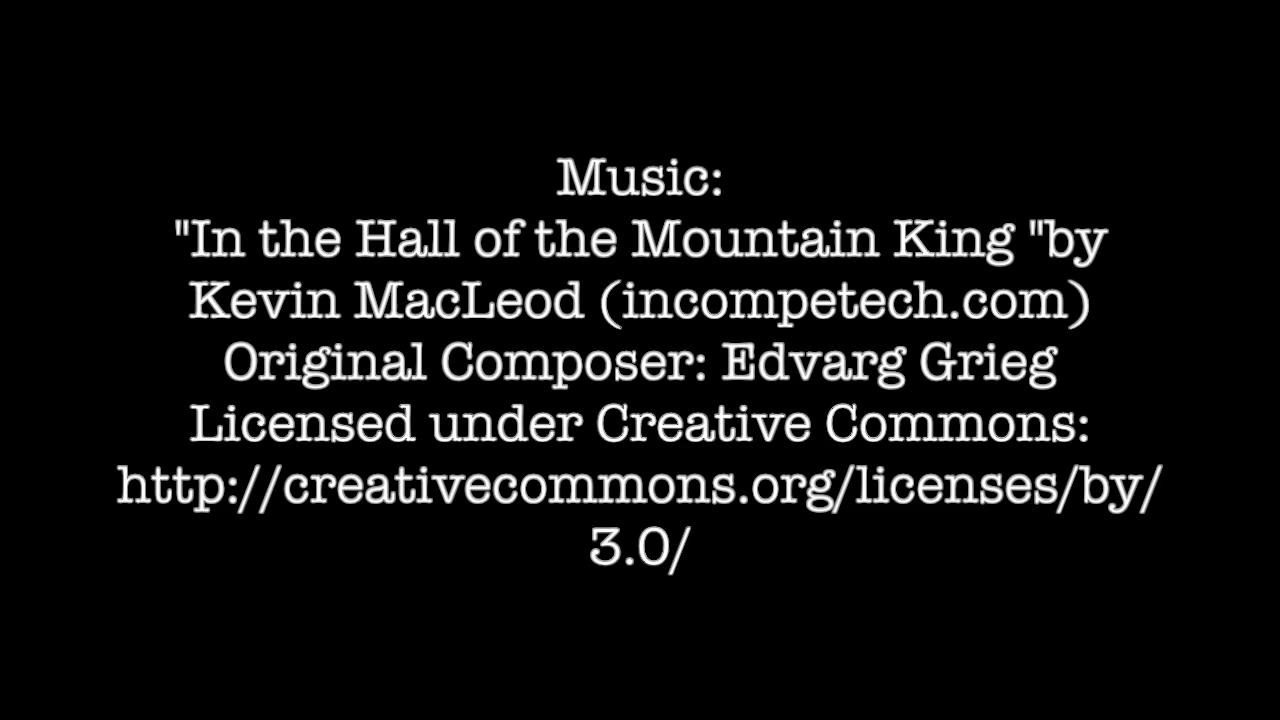 Music:
"In the Hall of the Mountain King "by
Kevin MacLeod (incompetech.com)
Original Composer: Edvarg Grieg
Licensed under Creative Commons:
http://creativecommons.org/licenses/by/
3.0/